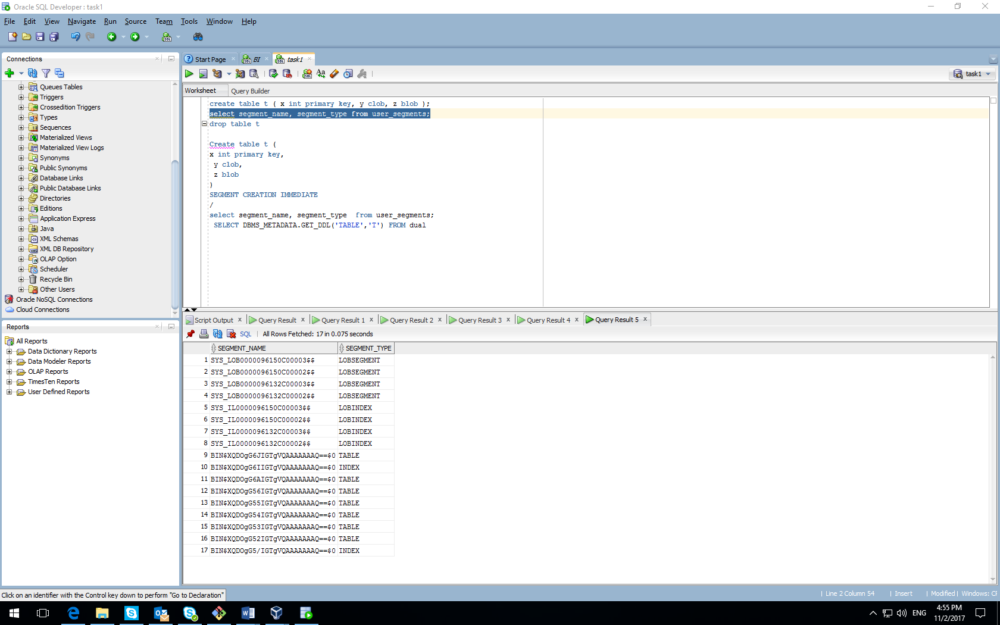 Oracle SQL Developer : task1
File Edit View Navigate Run Source Team Tools Window Help
Connections
Queues Tables
Triggers
Crossedition Triggers
Types
Sequences
Materialized Views
Materialized View Logs
Synonyms
Public Synonyms
Database Links
Public Database Links
Directories
Editions
Application Express
Java
XML Schemas
XML DB Repository
OLAP Option
Scheduler
Recycle Bin
Other Users
Oracle NoSQL Connections
Cloud Connections
Reports
All Reports
Data Dictionary Reports
Data Modeler Reports
OLAP Reports
TimesTen Reports
User Defined Reports
Start Page BI task1
task1
Worksheet Query Builder
create table t ( x int primary key, y clob, z blob );
select segment_name, segment_type from user_segments;
drop table t
Create table t (
x int primary key,
y clob,
z blob
)
SEGMENT CREATION IMMEDIATE
/
select segment_name, segment_type  from user_segments;
SELECT DBMS_METADATA.GET_DDL('TABLE','T') FROM dual
Script Output Query Result Query Result 1 Query Result 2 Query Result 3 Query Result 4 Query Result 5
SQL All Rows Fetched: 17 in 0.075 seconds
SEGMENT_NAME SEGMENT_TYPE
1 SYS_LOB0000096150C00003$$ LOBSEGMENT
2 SYS_LOB0000096150C00002$$ LOBSEGMENT
3 SYS_LOB0000096132C00003$$ LOBSEGMENT
4 SYS_LOB0000096132C00002$$ LOBSEGMENT
5 SYS_IL0000096150C00003$$ LOBINDEX
6 SYS_IL0000096150C00002$$ LOBINDEX
7 SYS_IL0000096132C00003$$ LOBINDEX
8 SYS_IL0000096132C00002$$ LOBINDEX
9 BIN$XQDOgG6JIGTgVQAAAAAAAQ==$0 TABLE
10 BIN$XQDOgG6IIGTgVQAAAAAAAQ==$0 INDEX
11 BIN$XQDOgG6AIGTgVQAAAAAAAQ==$0 TABLE
12 BIN$XQDOgG56IGTgVQAAAAAAAQ==$0 TABLE
13 BIN$XQDOgG55IGTgVQAAAAAAAQ==$0 TABLE
14 BIN$XQDOgG54IGTgVQAAAAAAAQ==$0 TABLE
15 BIN$XQDOgG53IGTgVQAAAAAAAQ==$0 TABLE
16 BIN$XQDOgG52IGTgVQAAAAAAAQ==$0 TABLE
17 BIN$XQDOgG5/IGTgVQAAAAAAAQ==$0 INDEX
Click on an identifier with the Control key down to perform "Go to Declaration"
Line 2 Column 54 Insert Modified Windows: CF
ENG
4:55 PM
11/2/2017